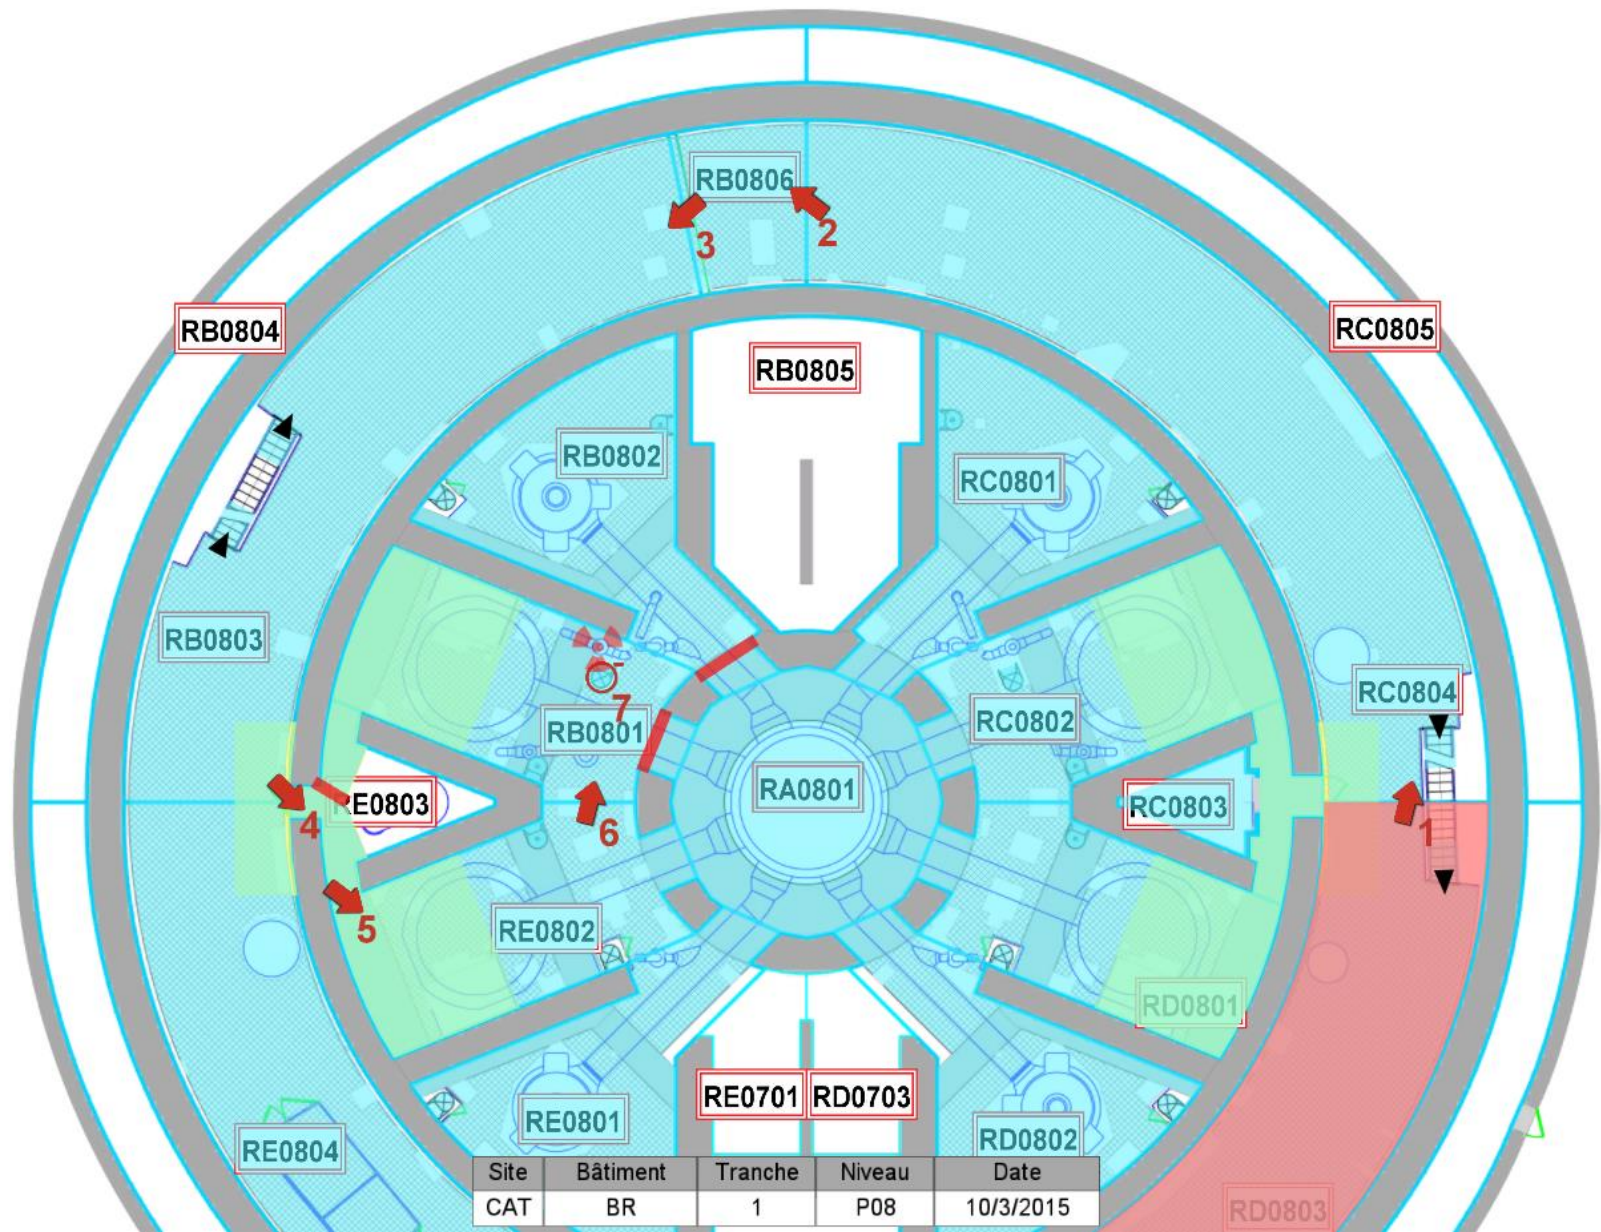 RB0806
2
3
RB0804
RC0805
RB0805
RB0802
RC0801
RB0803
7
RB0801
RC0802
RC0804
RA0801
RE0803
RC0803
4
6
1
5
RE0802
RD0801
RE0701
RD0703
RE0801
RD0802
RE0804
Site Bâtiment Tranche Niveau Date
CAT BR 1 P08 10/3/2015
RD0803